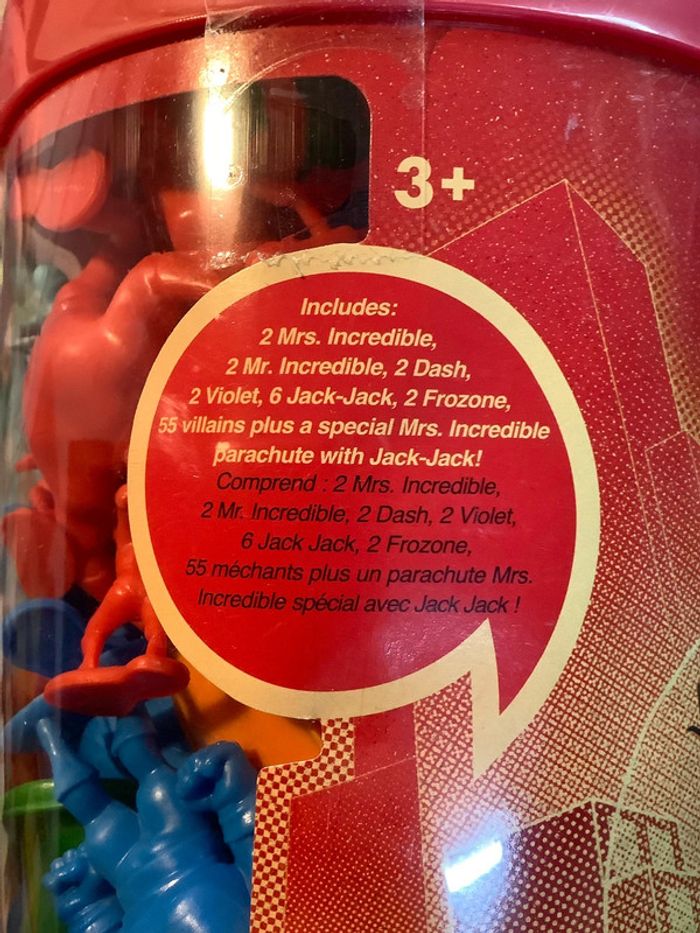 3+
Includes:
2 Mrs. Incredible,
2 Mr. Incredible, 2 Dash,
2 Violet, 6 Jack-Jack, 2 Frozone,
55 villains plus a special Mrs. Incredible
parachute with Jack-Jack!
Comprend : 2 Mrs. Incredible,
2 Mr. Incredible, 2 Dash, 2 Violet,
6 Jack Jack, 2 Frozone,
55 méchants plus un parachute Mrs.
Incredible spécial avec Jack Jack !